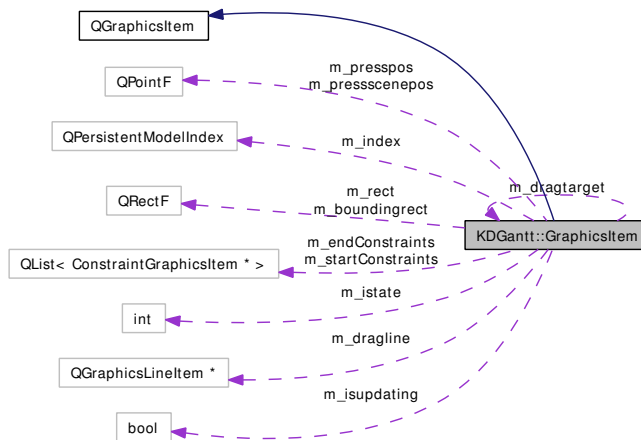 QGraphicsItem
m_presspos
m_pressscenepos
QPointF
m_index
QPersistentModelIndex
m_dragtarget
m_rect
m_boundingrect
QRectF
KDGantt::GraphicsItem
m_endConstraints
m_startConstraints
QList< ConstraintGraphicsItem * >
m_istate
int
m_dragline
QGraphicsLineItem *
m_isupdating
bool